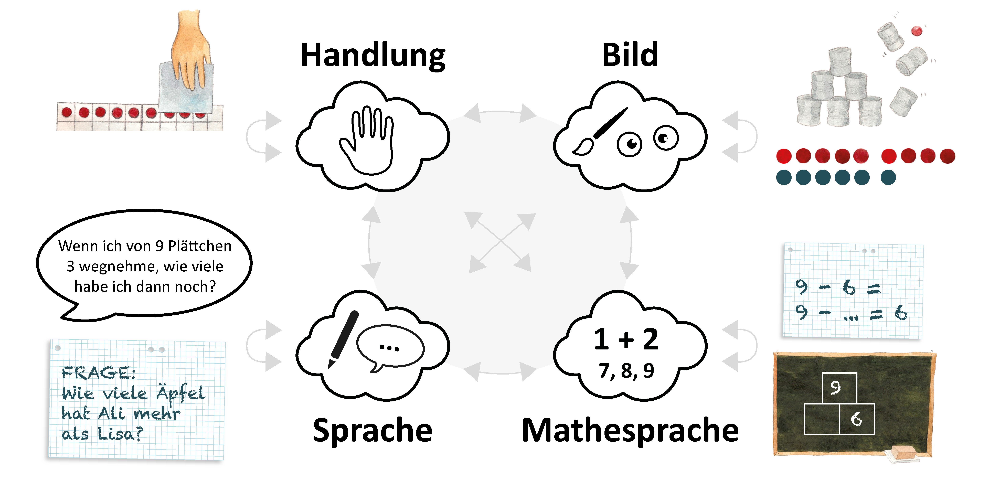 Handlung
Bild
Wenn ich von 9 Plättchen
3 wegnehme, wie viele
habe ich dann noch?
9 - 6 =
9 - ... = 6
...
1 + 2
7, 8, 9
FRAGE:
Wie viele Äpfel
hat Ali mehr
als Lisa?
9
6
Sprache
Mathesprache